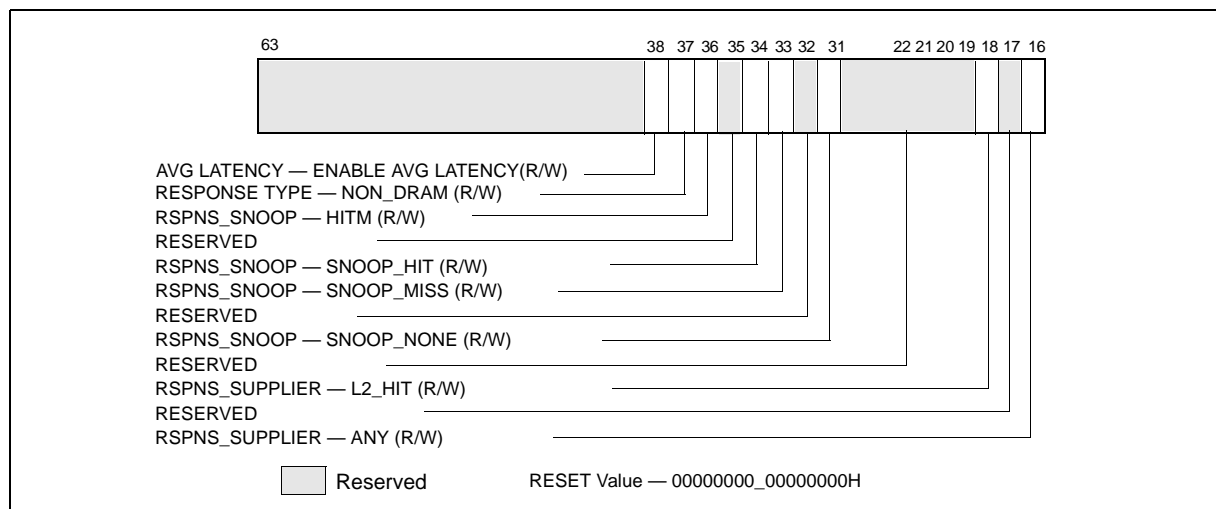 63 38 37 36 35 34 33 32 31 22 21 20 19 18 17 16
AVG LATENCY — ENABLE AVG LATENCY(R/W)
RESPONSE TYPE — NON_DRAM (R/W)
RSPNS_SNOOP — HITM (R/W)
RESERVED
RSPNS_SNOOP — SNOOP_HIT (R/W)
RSPNS_SNOOP — SNOOP_MISS (R/W)
RESERVED
RSPNS_SNOOP — SNOOP_NONE (R/W)
RESERVED
RSPNS_SUPPLIER — L2_HIT (R/W)
RESERVED
RSPNS_SUPPLIER — ANY (R/W)
Reserved RESET Value — 00000000_00000000H